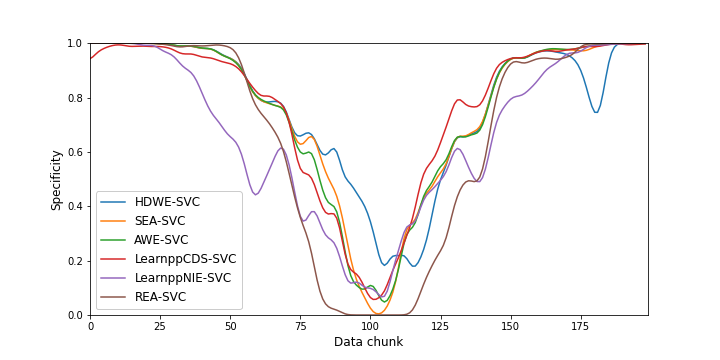 1.0
0.8
0.6
0.4
0.2
0.0
Specificity
HDWE-SVC
SEA-SVC
AWE-SVC
LearnppCDS-SVC
LearnppNIE-SVC
REA-SVC
0 25 50 75 100 125 150 175
Data chunk